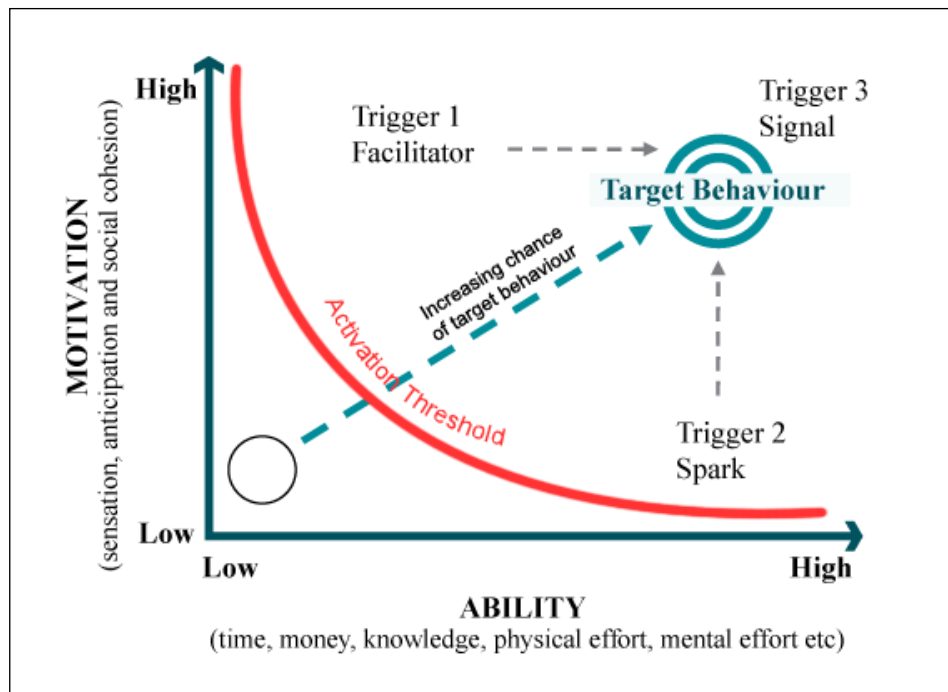 High
Trigger 1
Facilitator
Trigger 3
Signal
Target Behaviour
Increasing chance
of target behaviour
Activation Threshold
MOTIVATION
(sensation, anticipation and social cohesion)
Trigger 2
Spark
Low
Low
High
ABILITY
(time, money, knowledge, physical effort, mental effort etc)